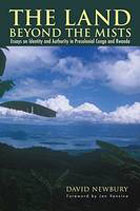 THE LAND
BEYOND THE MISTS
Essays on Identity and Authority in Precolonial Congo and Rwanda
DAVID NEWBURY
Foreword by Jan Vansina